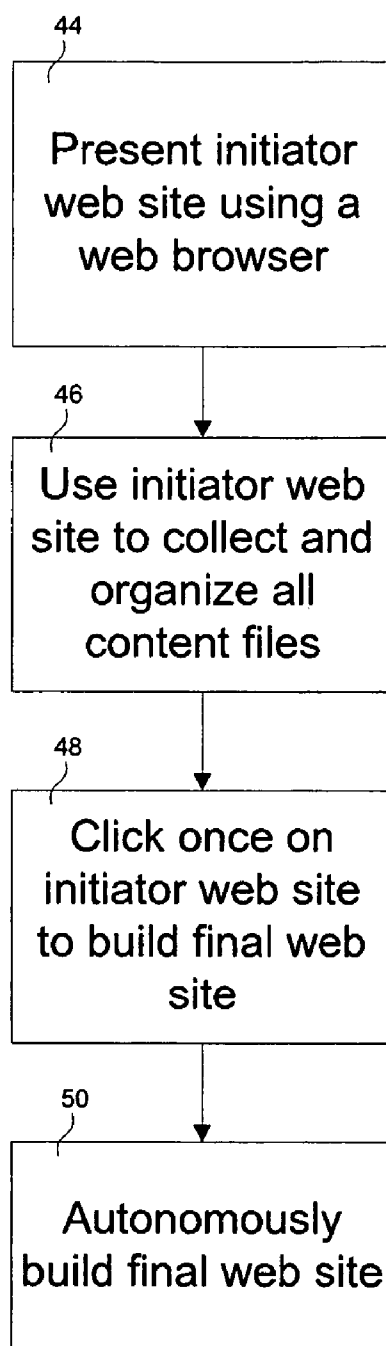 44
Present initiator
web site using a
web browser
46
Use initiator web
site to collect and
organize all
content files
48
Click once on
initiator web site
to build final web
site
50
Autonomously
build final web site